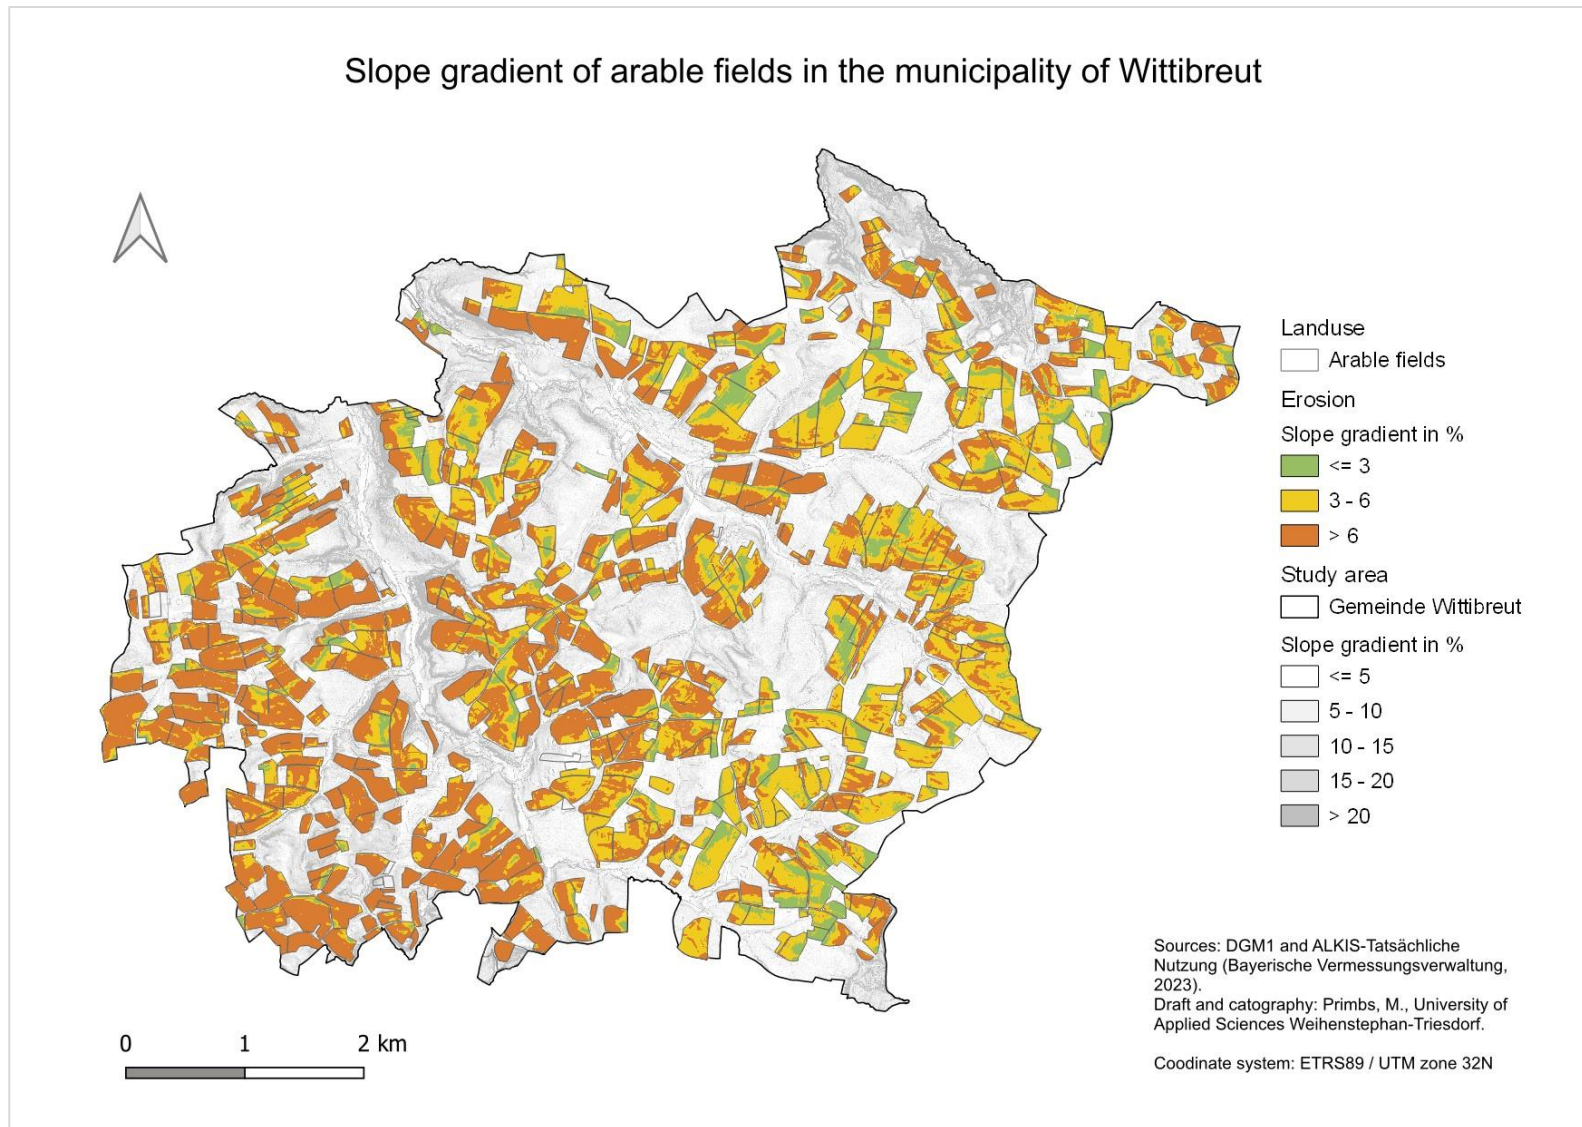 Slope gradient of arable fields in the municipality of Wittibreut
Landuse
Arable fields
Erosion
Slope gradient in %
<= 3
3 - 6
> 6
Study area
Gemeinde Wittibreut
Slope gradient in %
<= 5
5 - 10
10 - 15
15 - 20
> 20
Sources: DGM1 and ALKIS-Tatsächliche
Nutzung (Bayerische Vermessungsverwaltung,
2023).
Draft and catography: Primbs, M., University of
Applied Sciences Weihenstephan-Triesdorf.
Coodinate system: ETRS89 / UTM zone 32N
0 1 2 km